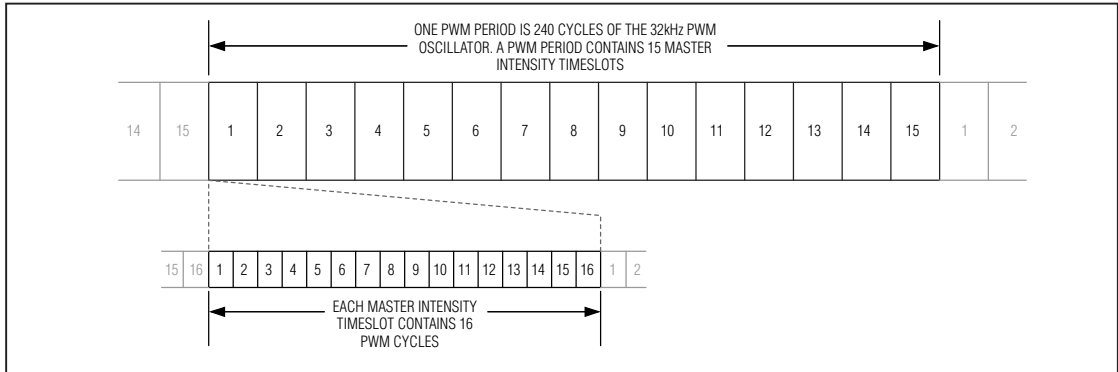 ONE PWM PERIOD IS 240 CYCLES OF THE 32kHz PWM
OSCILLATOR. A PWM PERIOD CONTAINS 15 MASTER
INTENSITY TIMESLOTS
14 15 1 2 3 4 5 6 7 8 9 10 11 12 13 14 15 1 2
15 16 1 2 3 4 5 6 7 8 9 10 11 12 13 14 15 16 1 2
EACH MASTER INTENSITY
TIMESLOT CONTAINS 16
PWM CYCLES